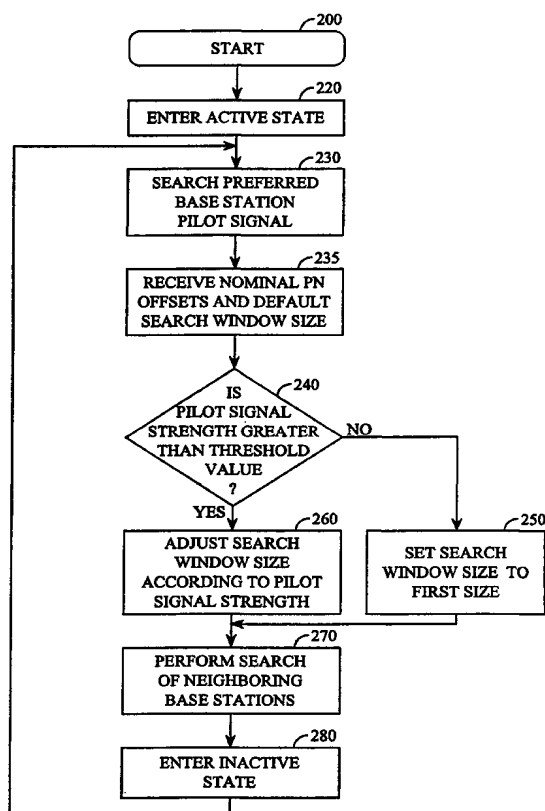 200
START
220
ENTER ACTIVE STATE
230
SEARCH PREFERRED
BASE STATION
PILOT SIGNAL
235
RECEIVE NOMINAL PN
OFFSETS AND DEFAULT
SEARCH WINDOW SIZE
240
IS
PILOT SIGNAL
STRENGTH GREATER
THAN THRESHOLD
VALUE
?
NO
YES
260
ADJUST SEARCH
WINDOW SIZE
ACCORDING TO PILOT
SIGNAL STRENGTH
250
SET SEARCH
WINDOW SIZE TO
FIRST SIZE
270
PERFORM SEARCH
OF NEIGHBORING
BASE STATIONS
280
ENTER INACTIVE
STATE